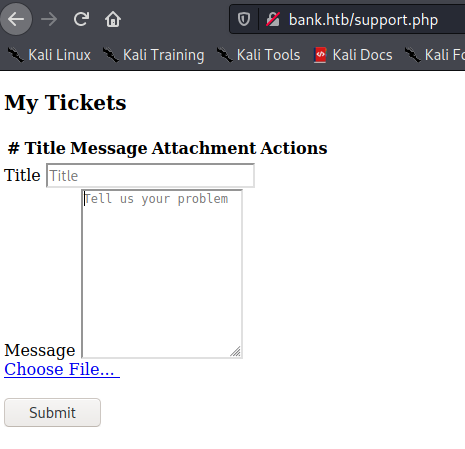 bank.htb/support.php
Kali Linux Kali Training Kali Tools Kali Docs Kali Fo
My Tickets
# Title Message Attachment Actions
Title Title
Tell us your problem
Message
Choose File...
Submit